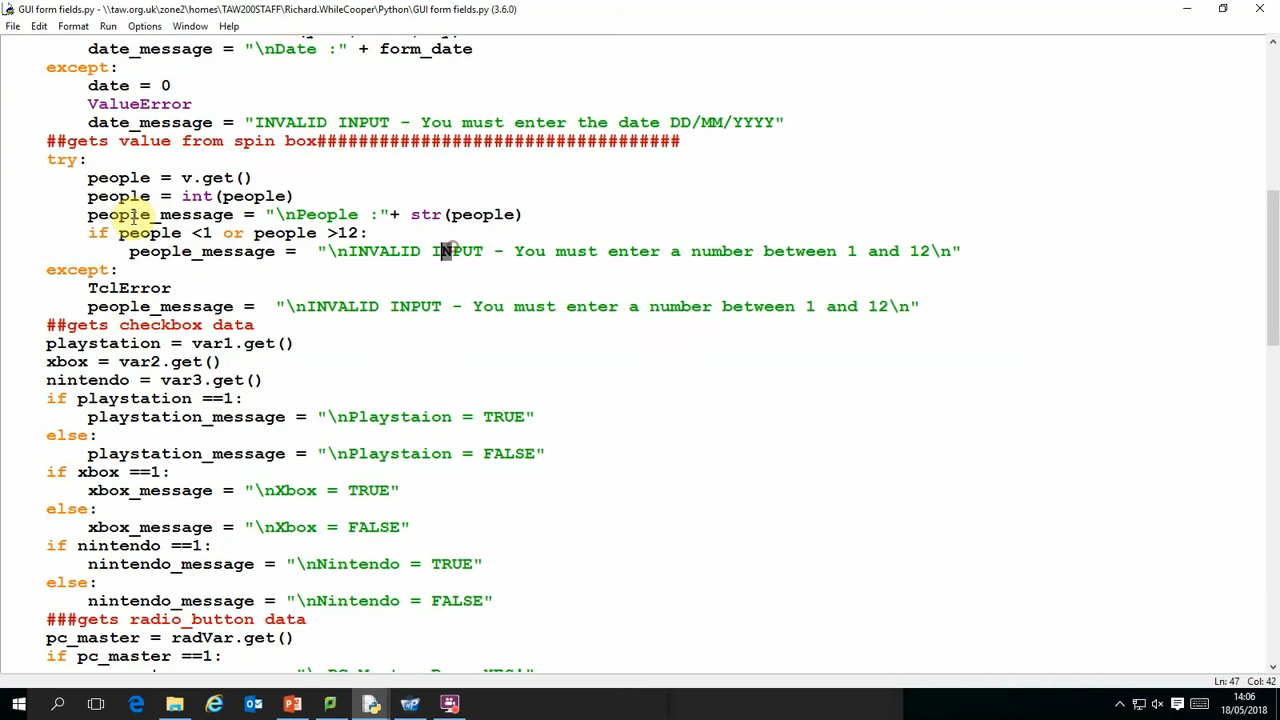 GUI form fields.py - \\taw.org.uk\zone2\homes\TAW200STAFF\Richard.WhileCooper\Python\GUI form fields.py (3.6.0)
File Edit Format Run Options Window Help
date_message = "\nDate :" + form_date
except:
date = 0
ValueError
date_message = "INVALID INPUT - You must enter the date DD/MM/YYYY"
##gets value from spin box###################################
try:
people = v.get()
people = int(people)
people_message = "\nPeople :"+ str(people)
if people <1 or people >12:
people_message =  "\nINVALID INPUT - You must enter a number between 1 and 12\n"
except:
TclError
people_message =  "\nINVALID INPUT - You must enter a number between 1 and 12\n"
##gets checkbox data
playstation = var1.get()
xbox = var2.get()
nintendo = var3.get()
if playstation ==1:
playstation_message = "\nPlaystaion = TRUE"
else:
playstation_message = "\nPlaystaion = FALSE"
if xbox ==1:
xbox_message = "\nXbox = TRUE"
else:
xbox_message = "\nXbox = FALSE"
if nintendo ==1:
nintendo_message = "\nNintendo = TRUE"
else:
nintendo_message = "\nNintendo = FALSE"
###gets radio_button data
pc_master = radVar.get()
if pc_master ==1:
Ln: 47 Col: 42
14:06
18/05/2018